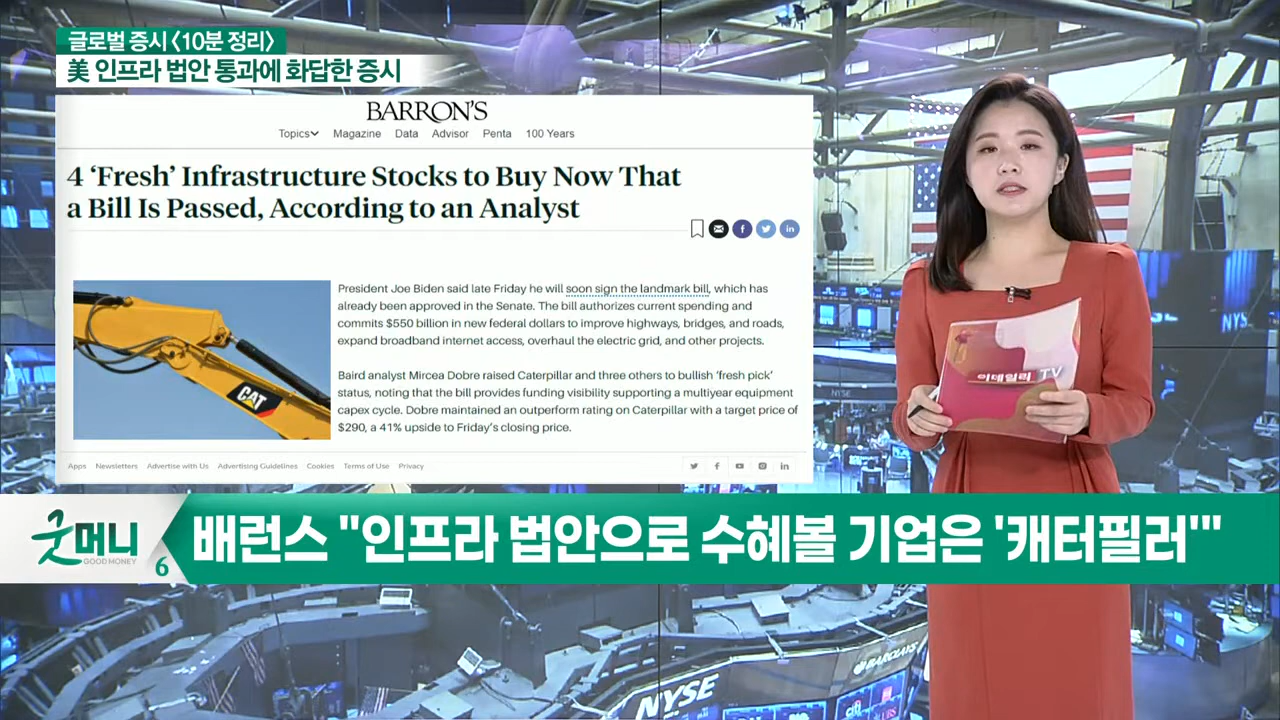 글로벌 증시 〈10분 정리〉
美 인프라 법안 통과에 화답한 증시
BARRON'S
Topics Magazine Data Advisor Penta 100 Years
4 ‘Fresh’ Infrastructure Stocks to Buy Now That
a Bill Is Passed, According to an Analyst
President Joe Biden said late Friday he will soon sign the landmark bill, which has
already been approved in the Senate. The bill authorizes current spending and
commits $550 billion in new federal dollars to improve highways, bridges, and roads,
expand broadband internet access, overhaul the electric grid, and other projects.
CAT
Baird analyst Mircea Dobre raised Caterpillar and three others to bullish ‘fresh pick’
status, noting that the bill provides funding visibility supporting a multiyear equipment
capex cycle. Dobre maintained an outperform rating on Caterpillar with a target price of
$290, a 41% upside to Friday’s closing price.
Apps Newsletters Advertise with Us Advertising Guidelines Cookies Terms of Use Privacy
이데일리 TV
NYS
NYSE
굿머니
GOOD MONEY
6
배런스 "인프라 법안으로 수혜볼 기업은 '캐터필러'"
NYSE
BARCLAYS
citi
UBS